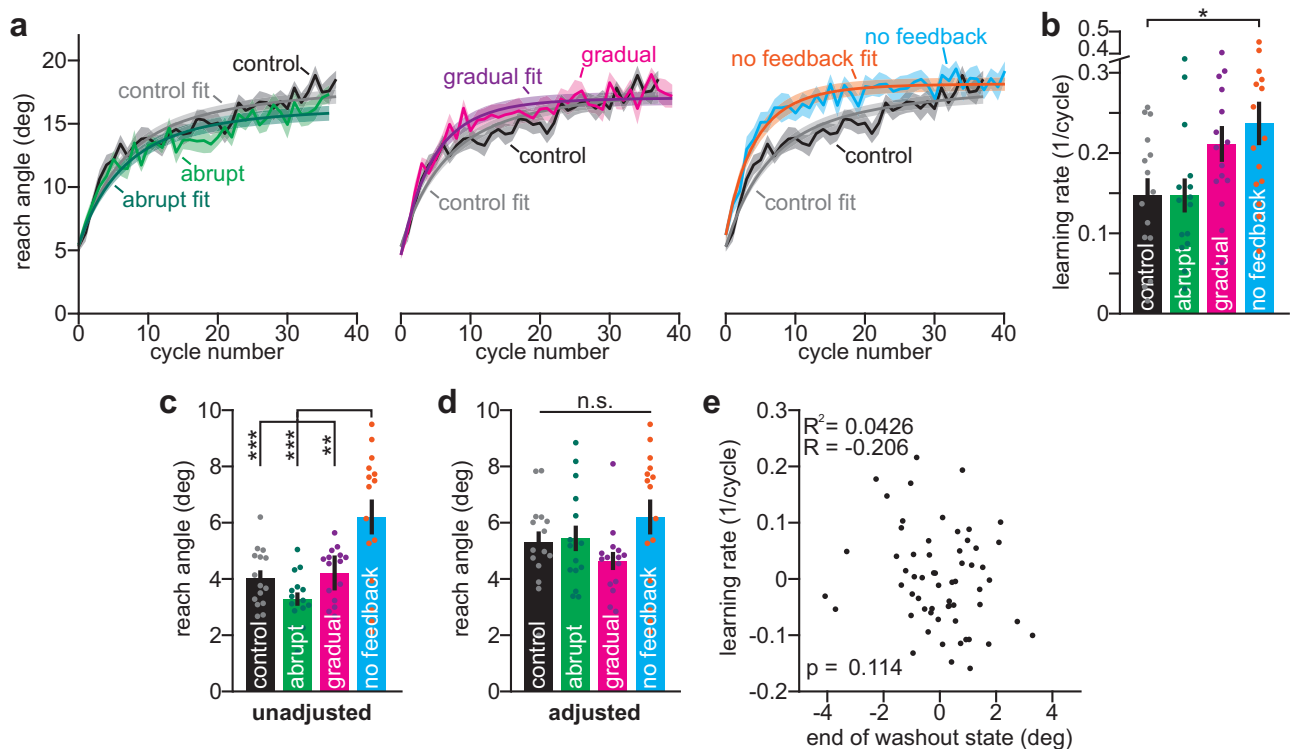 a
reach angle (deg)
20
15
10
5
0
control
control fit
abrupt
abrupt fit
0 10 20 30 40
cycle number
gradual
gradual fit
control
control fit
0 10 20 30 40
cycle number
no feedback
no feedback fit
control
control fit
0 10 20 30 40
cycle number
b
learning rate (1/cycle)
0.5
0.4
0.3
0.2
0.1
0
*
control
abrupt
gradual
no feedback
c
reach angle (deg)
10
8
6
4
2
0
***
***
**
control
abrupt
gradual
no feedback
unadjusted
d
reach angle (deg)
10
8
6
4
2
0
n.s.
control
abrupt
gradual
no feedback
adjusted
e
learning rate (1/cycle)
0.3
0.2
0.1
0
-0.1
-0.2
R²= 0.0426
R = -0.206
p = 0.114
-4 -2 0 2 4
end of washout state (deg)